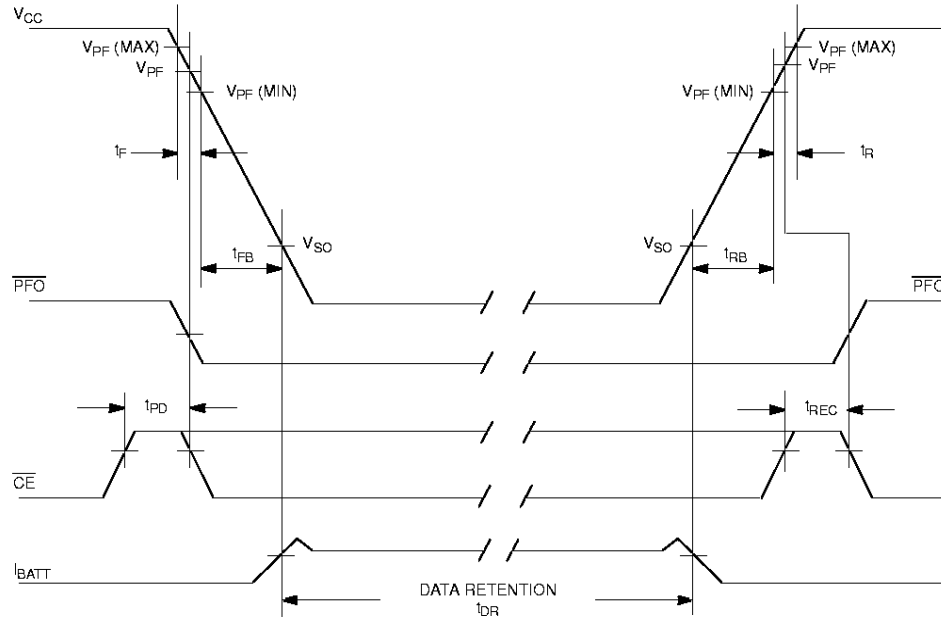 VCC
VPF (MAX)
VPF
VPF (MIN)
tF
VSO
tFB
VPF (MAX)
VPF
VPF (MIN)
tR
VSO
tRB
PFO
PFO
tPD
tREC
CE
IBATT
DATA RETENTION
tDR